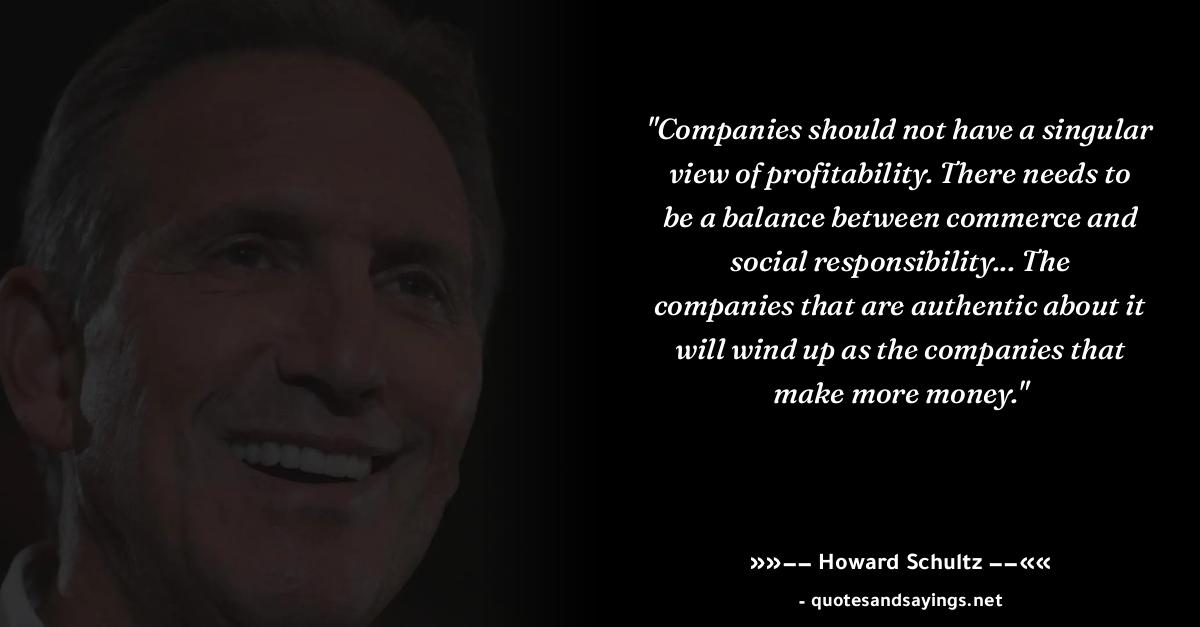 "Companies should not have a singular
view of profitability. There needs to
be a balance between commerce and
social responsibility... The
companies that are authentic about it
will wind up as the companies that
make more money."
»»–– Howard Schultz ––««
- quotesandsayings.net